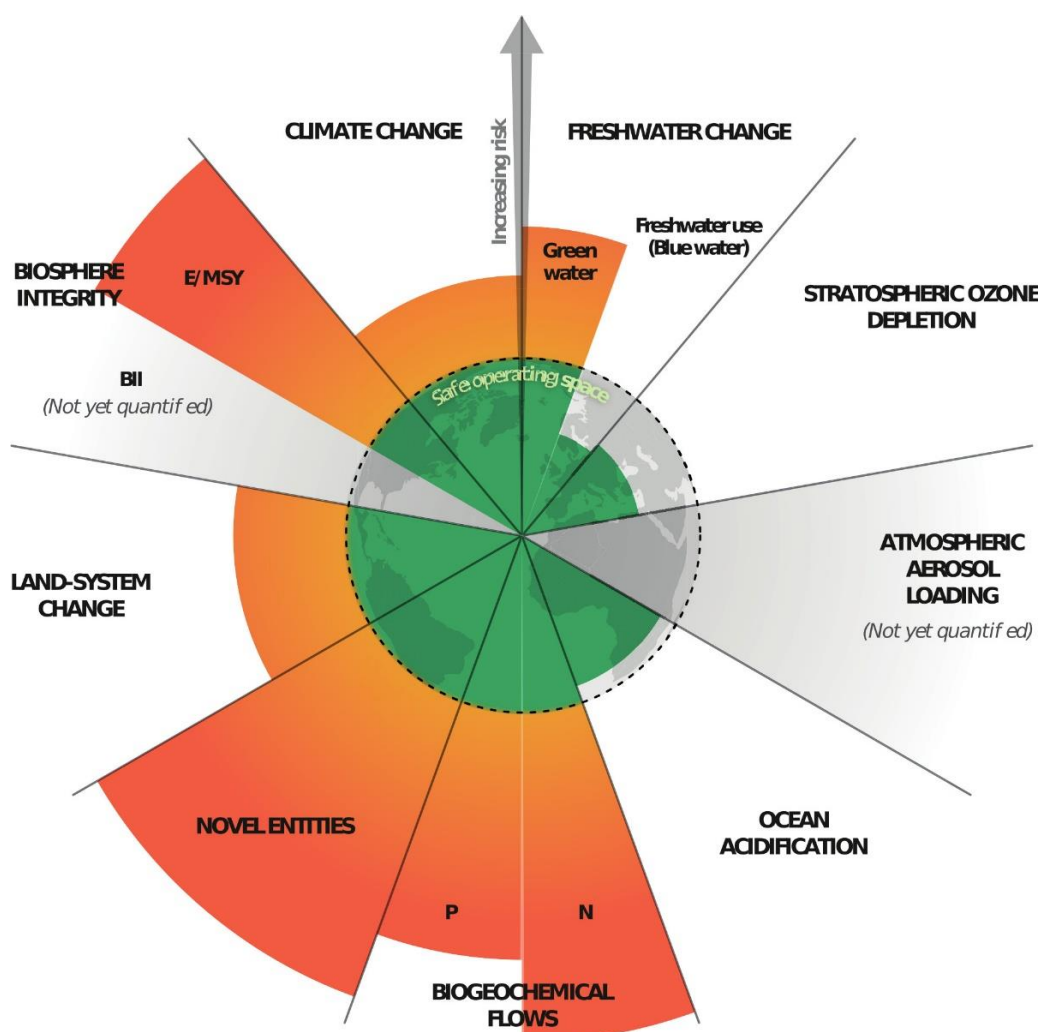 CLIMATE CHANGE
Increasing risk
FRESHWATER CHANGE
Green
water
Freshwater use
(Blue water)
STRATOSPHERIC OZONE
DEPLETION
ATMOSPHERIC
AEROSOL
LOADING
(Not yet quantif ed)
OCEAN
ACIDIFICATION
N
P
BIOGEOCHEMICAL
FLOWS
NOVEL ENTITIES
LAND-SYSTEM
CHANGE
BIOSPHERE
INTEGRITY
E/MSY
BII
(Not yet quantif ed)
Safe operating space